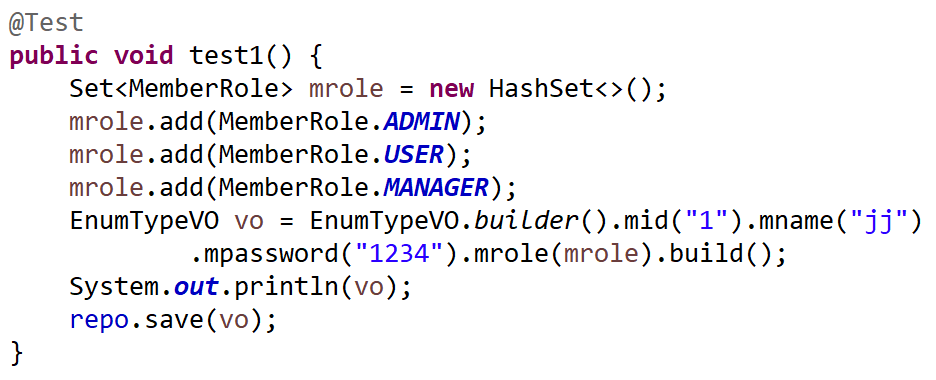 @Test
public void test1() {
    Set<MemberRole> mrole = new HashSet<>();
    mrole.add(MemberRole.ADMIN);
    mrole.add(MemberRole.USER);
    mrole.add(MemberRole.MANAGER);
    EnumTypeVO vo = EnumTypeVO.builder().mid("1").mname("jj")
            .mpassword("1234").mrole(mrole).build();
    System.out.println(vo);
    repo.save(vo);
}